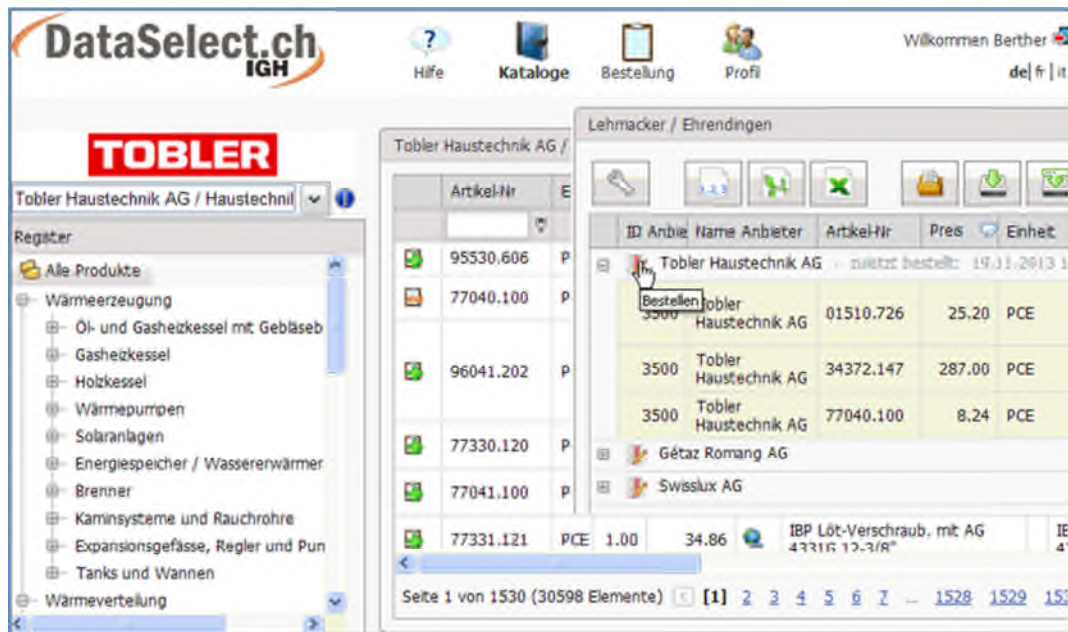 DataSelect.ch
IGH
Hilfe
Kataloge
Bestellung
Profil
Willkommen Berther
de| fr | it
TOBLER
Tobler Haustechnik AG / Haustechnil
Register
Alle Produkte
Wärmeerzeugung
Öl- und Gasheizkessel mit Gebläseb
Gasheizkessel
Holzkessel
Wärmepumpen
Solaranlagen
Energiespeicher / Wassererwärmer
Brenner
Kaminsysteme und Rauchrohre
Expansionsgefässe, Regler und Pun
Tanks und Wannen
Wärmeverteilung
Tobler Haustechnik AG /
Artikel-Nr E
95530.606 P
77040.100 P
96041.202 P
77330.120 P
77041.100 P
77331.121 PCE 1.00 34.86 IBP Löt-Verschraub. mit AG
4331G 12-3/8"
Seite 1 von 1530 (30598 Elemente) [1] 2 3 4 5 6 7 ... 1528 1529 153
Lehmacker / Ehrendingen
ID Anbie Name Anbieter Artikel-Nr Preis Einheit
Tobler Haustechnik AG - zuletzt bestellt: 19.11.2013 1
Bestellen
3500 Tobler Haustechnik AG 01510.726 25.20 PCE
3500 Tobler Haustechnik AG 34372.147 287.00 PCE
3500 Tobler Haustechnik AG 77040.100 8.24 PCE
Gétaz Romang AG
Swisslux AG